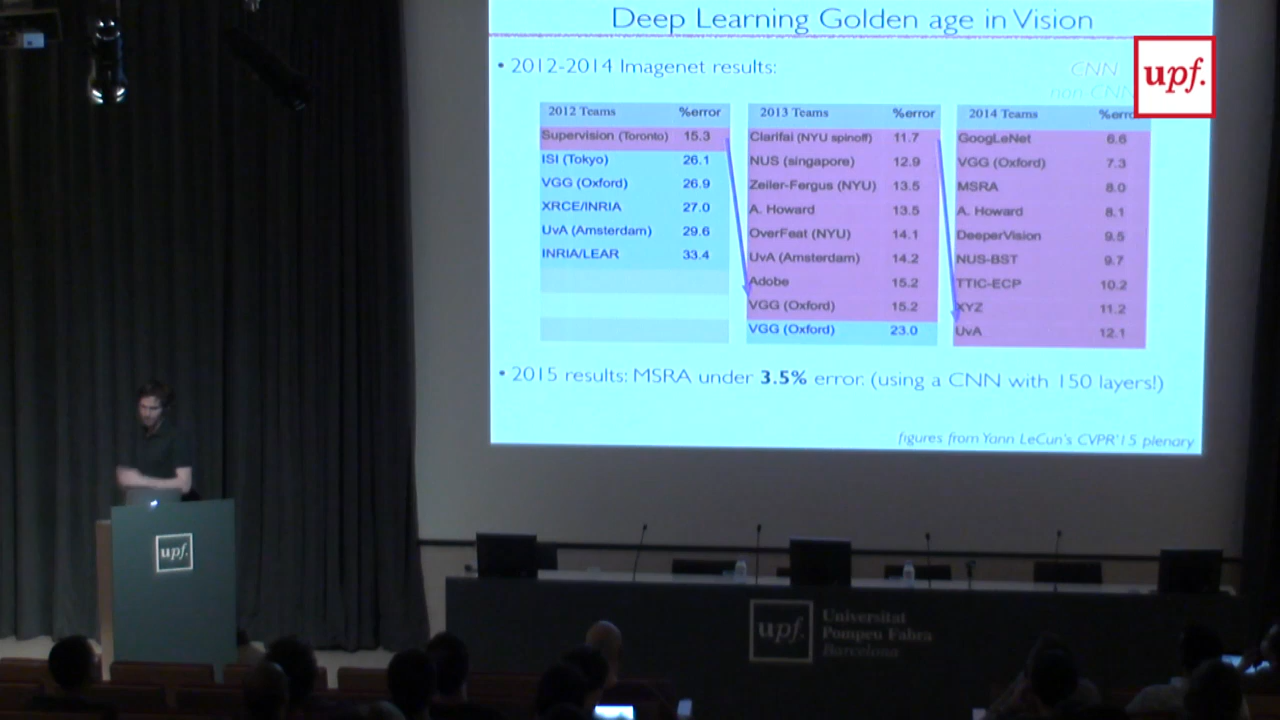 Deep Learning Golden age in Vision
• 2012-2014 Imagenet results:
CNN
non-CNN
upf.
2012 Teams %error
Supervision (Toronto) 15.3
ISI (Tokyo) 26.1
VGG (Oxford) 26.9
XRCE/INRIA 27.0
UvA (Amsterdam) 29.6
INRIA/LEAR 33.4
2013 Teams %error
Clarifai (NYU spinoff) 11.7
NUS (singapore) 12.9
Zeiler-Fergus (NYU) 13.5
A. Howard 13.5
OverFeat (NYU) 14.1
UvA (Amsterdam) 14.2
Adobe 15.2
VGG (Oxford) 15.2
VGG (Oxford) 23.0
2014 Teams %error
GoogLeNet 6.6
VGG (Oxford) 7.3
MSRA 8.0
A. Howard 8.1
DeeperVision 9.5
NUS-BST 9.7
TTIC-ECP 10.2
XYZ 11.2
UvA 12.1
• 2015 results: MSRA under 3.5% error. (using a CNN with 150 layers!)
figures from Yann LeCun's CVPR'15 plenary
upf.
upf.
Universitat
Pompeu Fabra
Barcelona